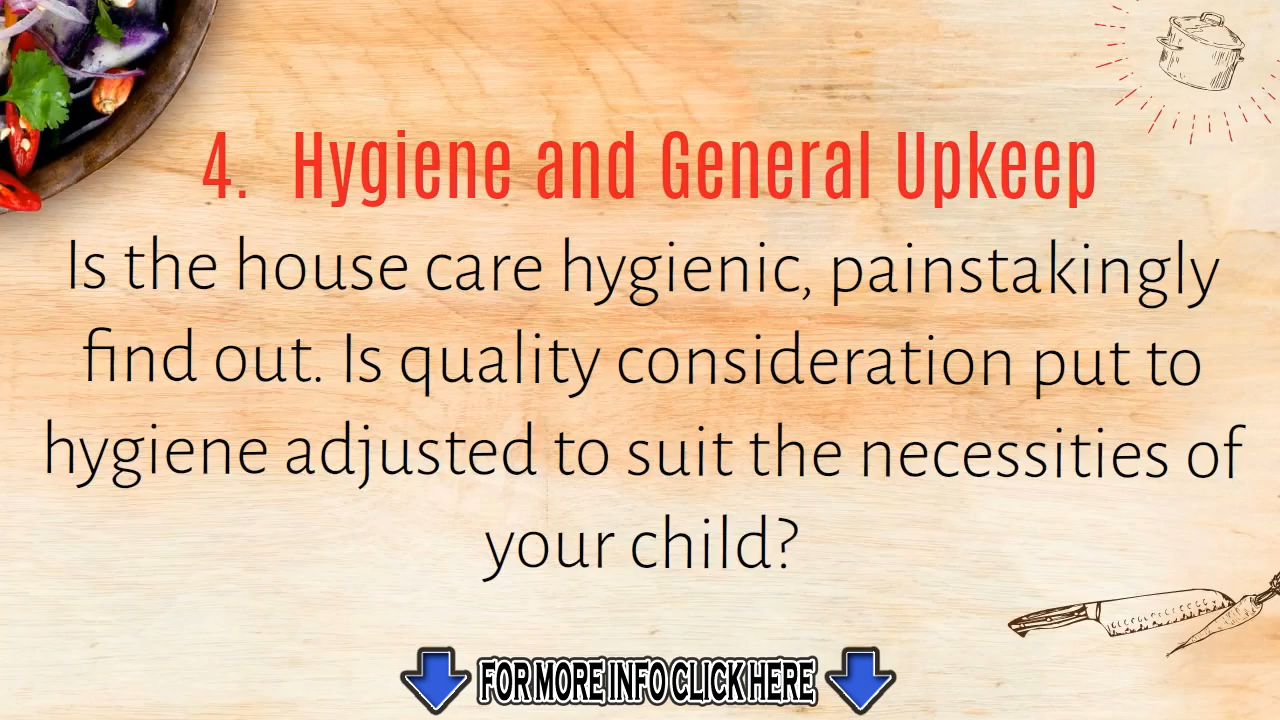 4. Hygiene and General Upkeep
Is the house care hygienic, painstakingly
find out. Is quality consideration put to
hygiene adjusted to suit the necessities of
your child?
FOR MORE INFO CLICK HERE